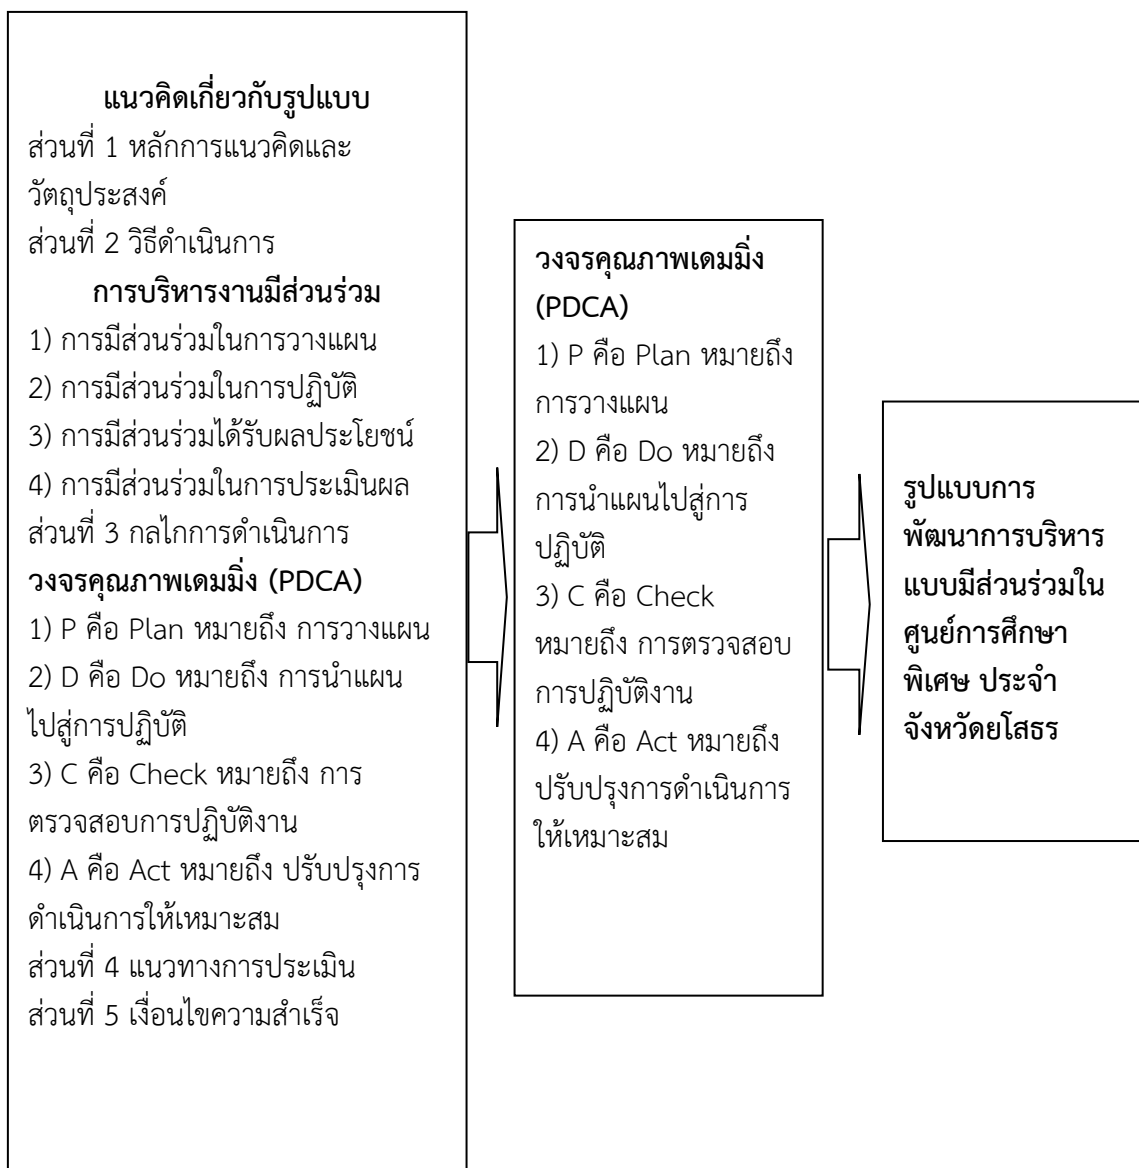 แนวคิดเกี่ยวกับรูปแบบ
ส่วนที่ 1 หลักการแนวคิดและ
วัตถุประสงค์
ส่วนที่ 2 วิธีดำเนินการ
การบริหารงานมีส่วนร่วม
1) การมีส่วนร่วมในการวางแผน
2) การมีส่วนร่วมในการปฏิบัติ
3) การมีส่วนร่วมได้รับผลประโยชน์
4) การมีส่วนร่วมในการประเมินผล
ส่วนที่ 3 กลไกการดำเนินการ
วงจรคุณภาพเดมมิ่ง (PDCA)
1) P คือ Plan หมายถึง การวางแผน
2) D คือ Do หมายถึง การนำแผน
ไปสู่การปฏิบัติ
3) C คือ Check หมายถึง การ
ตรวจสอบการปฏิบัติงาน
4) A คือ Act หมายถึง ปรับปรุงการ
ดำเนินการให้เหมาะสม
ส่วนที่ 4 แนวทางการประเมิน
ส่วนที่ 5 เงื่อนไขความสำเร็จ
วงจรคุณภาพเดมมิ่ง
(PDCA)
1) P คือ Plan หมายถึง
การวางแผน
2) D คือ Do หมายถึง
การนำแผนไปสู่การ
ปฏิบัติ
3) C คือ Check
หมายถึง การตรวจสอบ
การปฏิบัติงาน
4) A คือ Act หมายถึง
ปรับปรุงการดำเนินการ
ให้เหมาะสม
รูปแบบการ
พัฒนาการบริหาร
แบบมีส่วนร่วมใน
ศูนย์การศึกษา
พิเศษ ประจำ
จังหวัดยโสธร